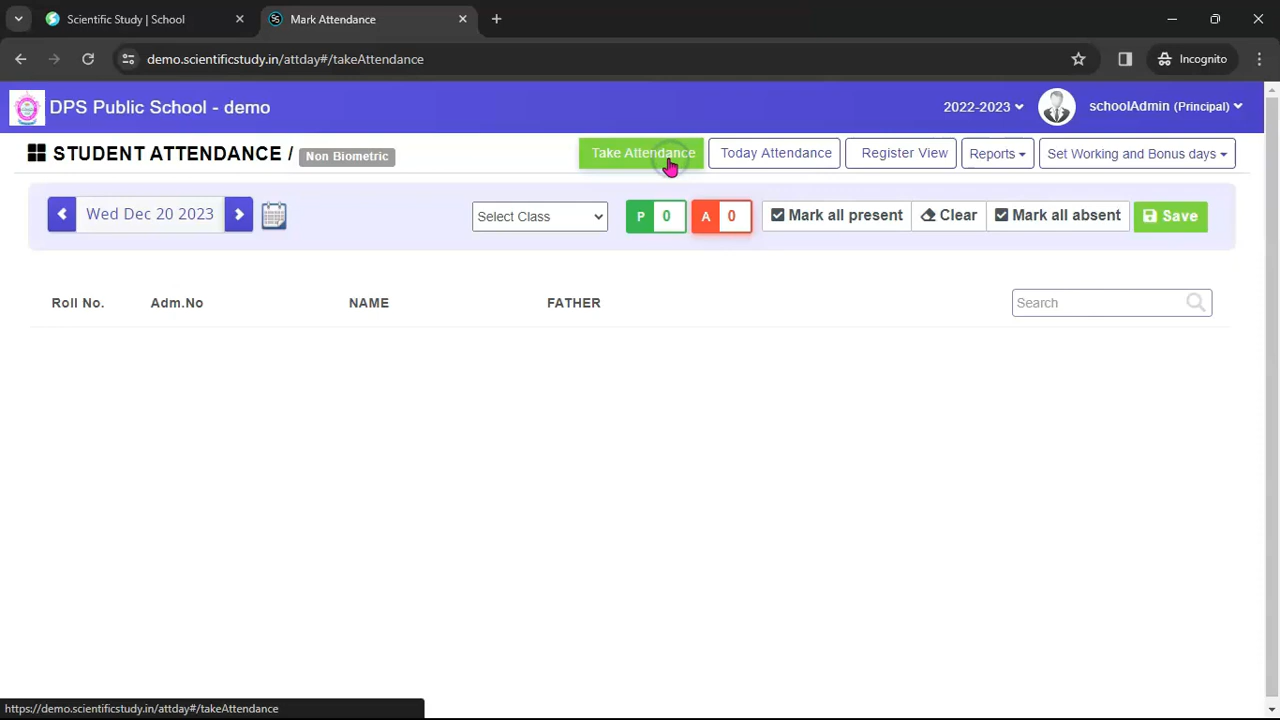 Scientific Study | School
Mark Attendance
demo.scientificstudy.in/attday#/takeAttendance
Incognito
DPS Public School - demo
2022-2023
schoolAdmin (Principal)
STUDENT ATTENDANCE / Non Biometric
Take Attendance
Today Attendance
Register View
Reports
Set Working and Bonus days
Wed Dec 20 2023
Select Class
P 0
A 0
Mark all present
Clear
Mark all absent
Save
Roll No.
Adm.No
NAME
FATHER
Search
https://demo.scientificstudy.in/attday#/takeAttendance